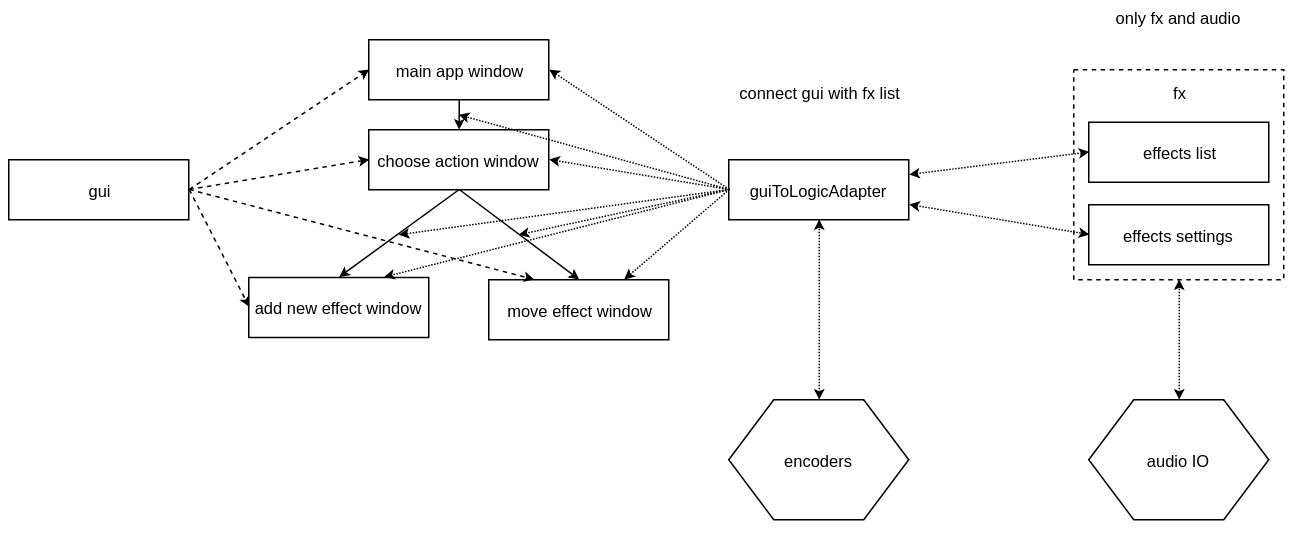 only fx and audio
main app window
connect gui with fx list
fx
choose action window
effects list
gui
guiToLogicAdapter
effects settings
add new effect window
move effect window
encoders
audio IO